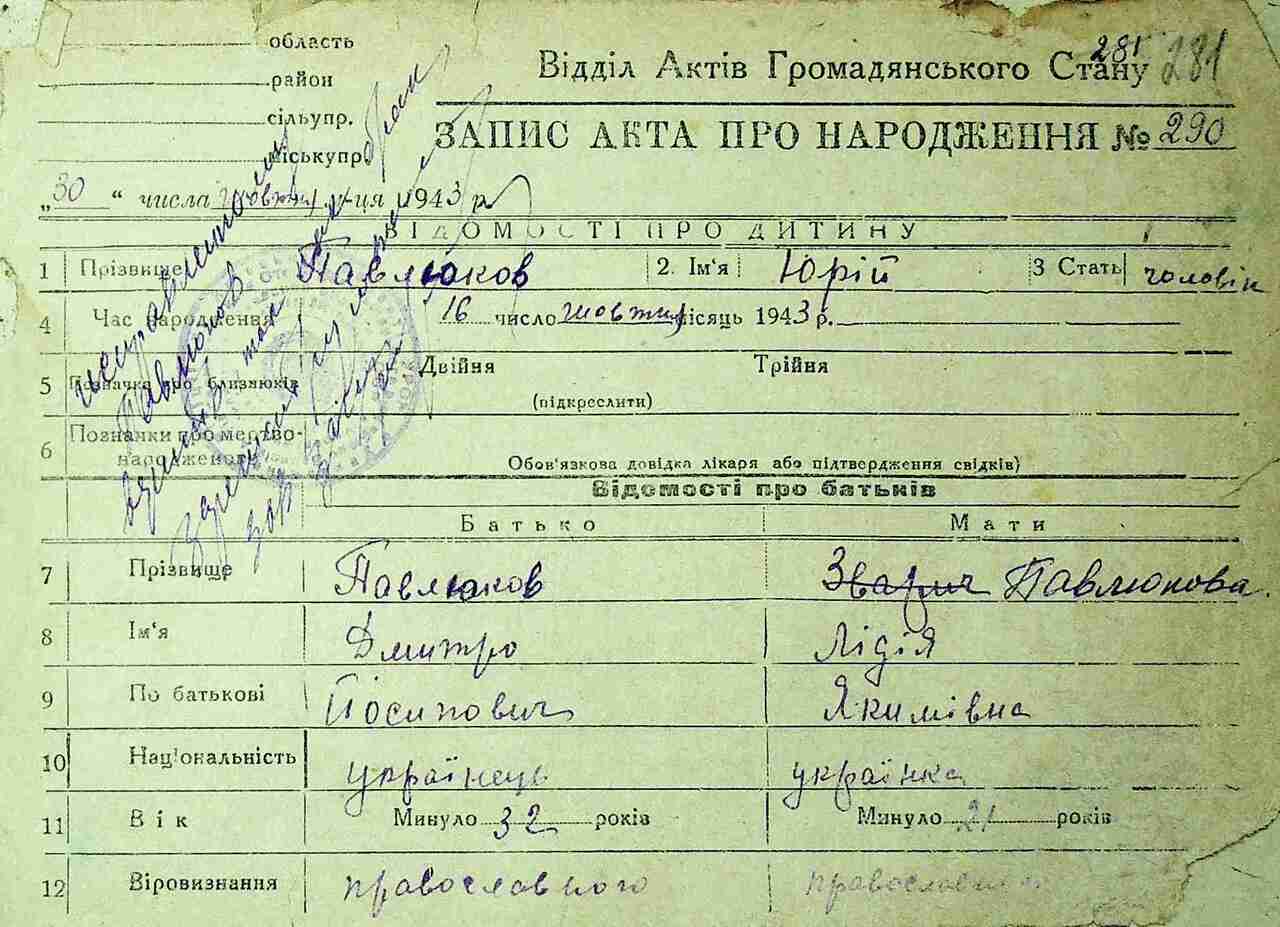 область
район
сільупр.
міськупр.
Відділ Актів Громадянського Стану
281 281
ЗАПИС АКТА ПРО НАРОДЖЕННЯ № 290
„30“ числа жовтня м-ця 1943 р.
ВІДОМОСТІ ПРО ДИТИНУ
1 Прізвище Павлюков 2. Ім'я Юрій 3 Стать чоловік
4 Час народження 16 число жовтня місяць 1943 р.
5 Позначка про близнюків Двійня Трійня
(підкреслити)
6 Позначки про мертво-
народженость
Обов'язкова довідка лікаря або підтвердження свідків)
Відомості про батьків
Батько Мати
7 Прізвище Павлюков Зварич Павлюкова.
8 Ім'я Дмитро Лідія
9 По батькові Йосипович Якимівна
10 Національність українець українка
11 Вік Минуло 32 років Минуло 21 років
12 Віровизнання православного православного